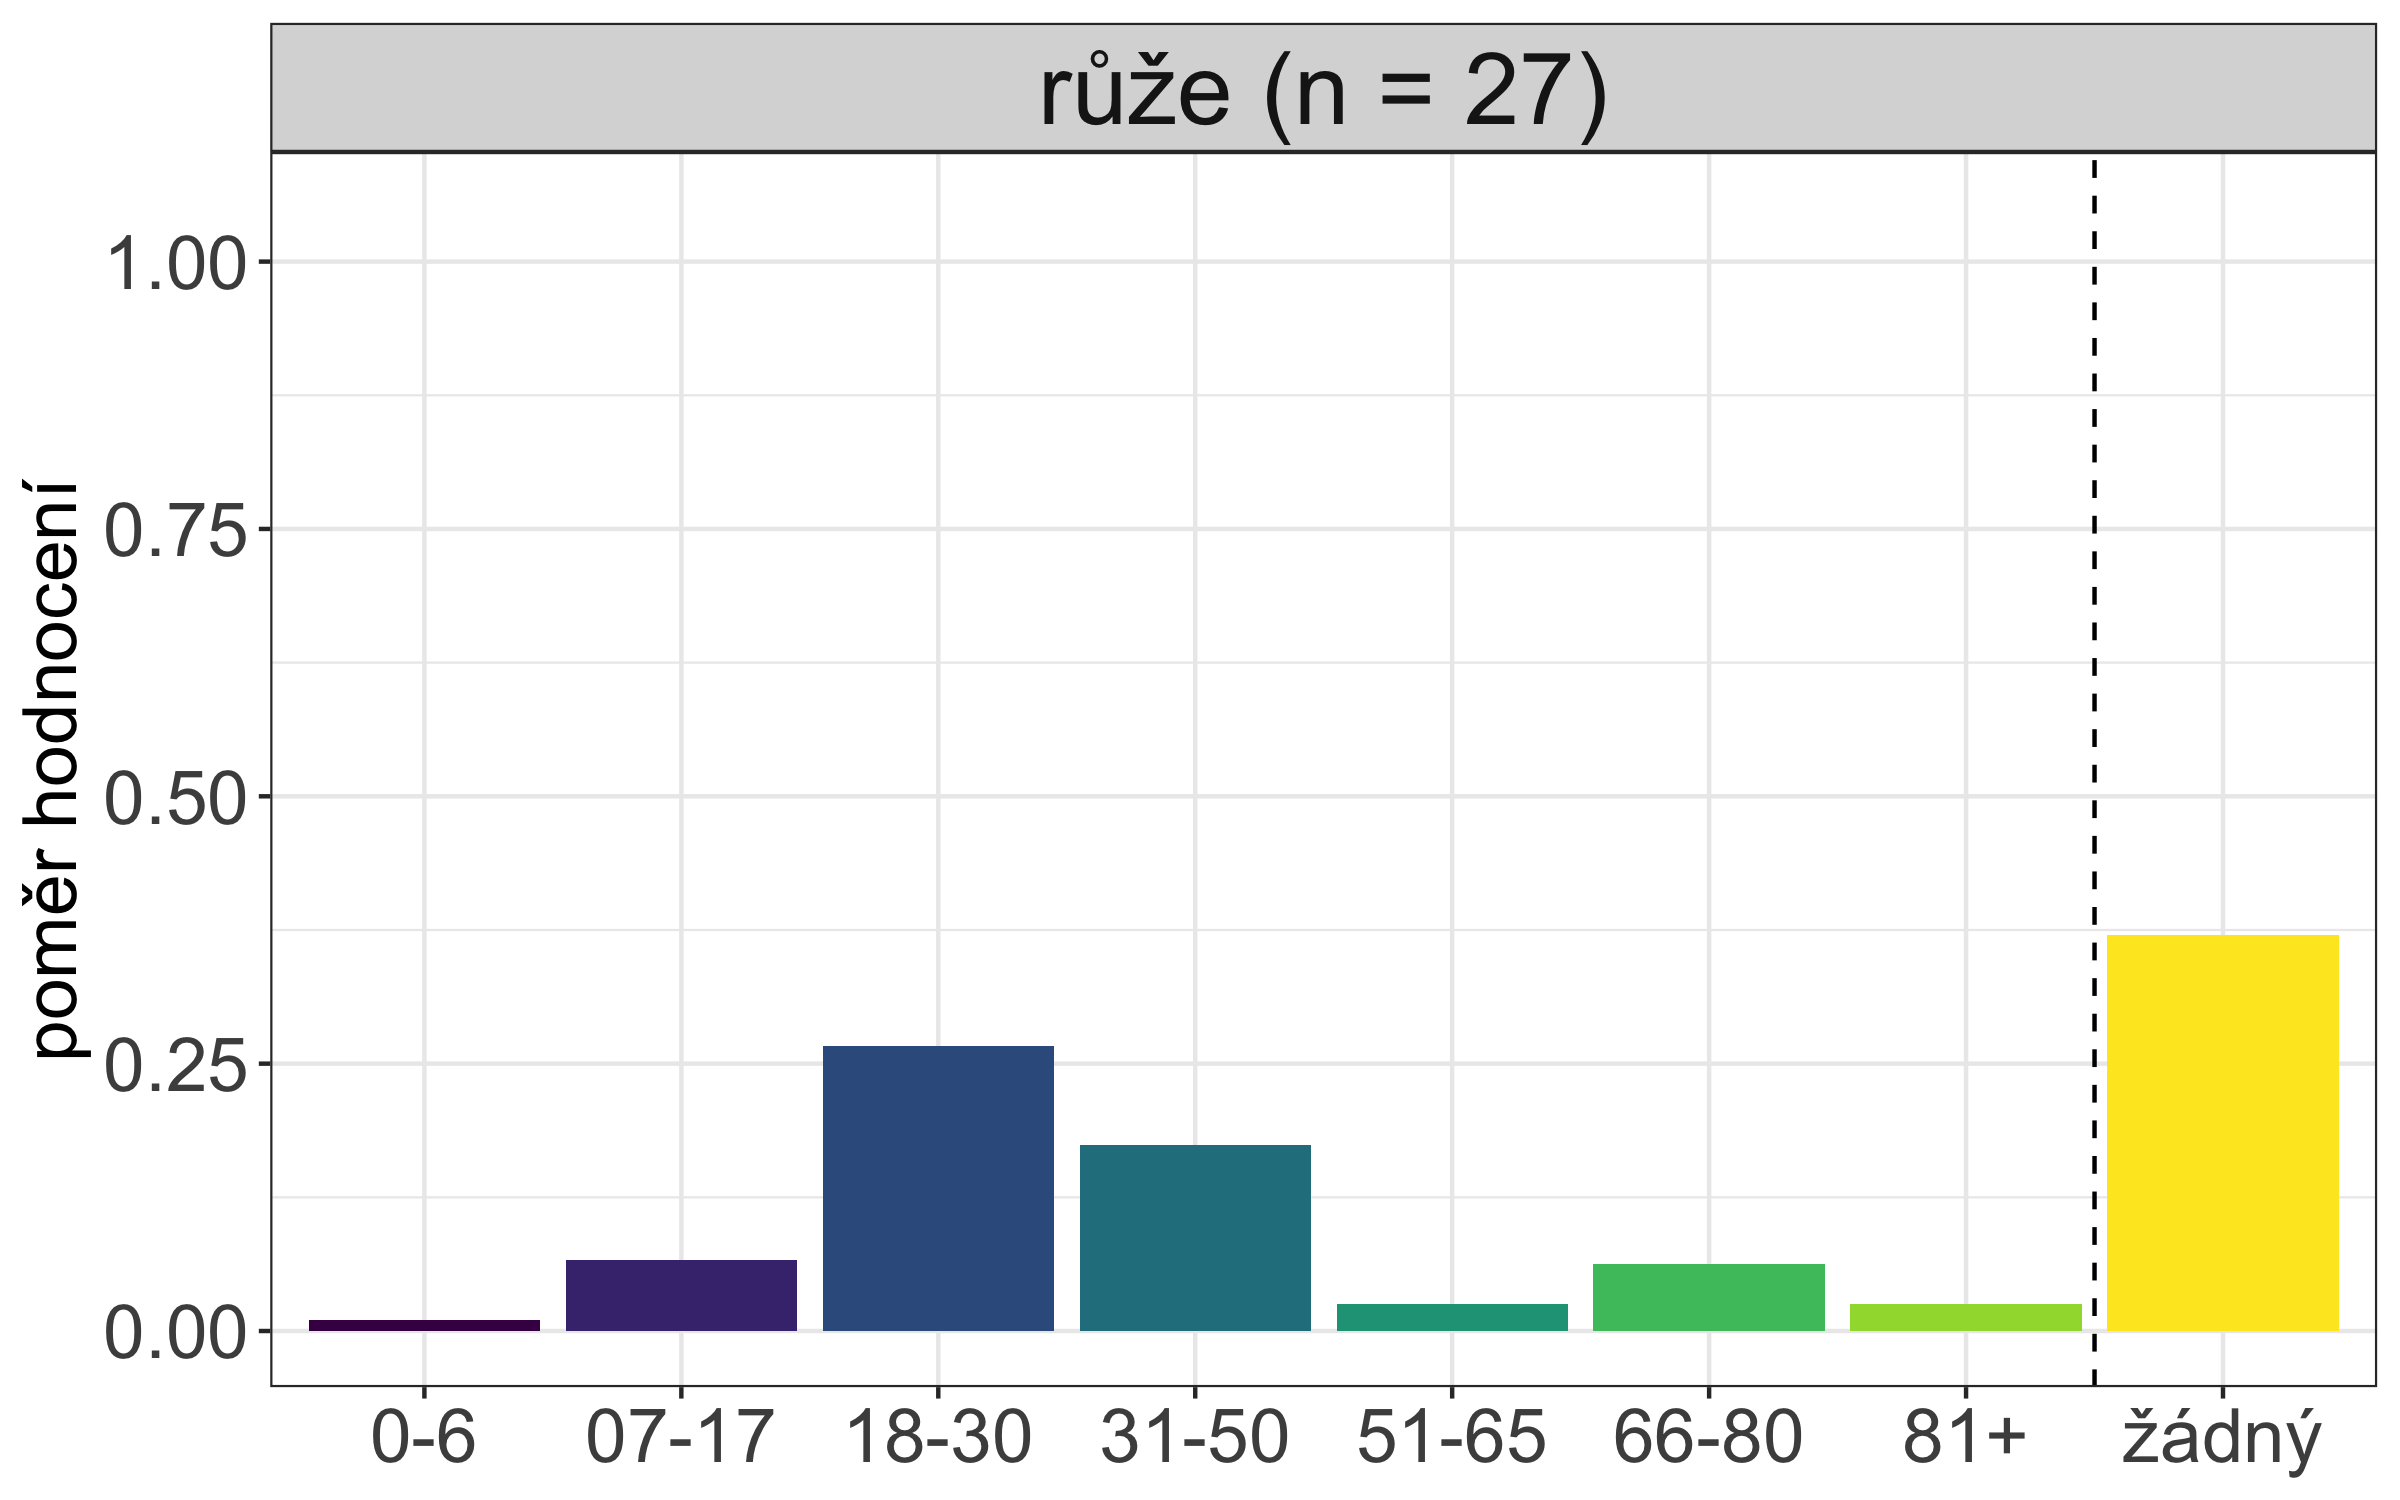 růže (n = 27)
poměr hodnocení
1.00
0.75
0.50
0.25
0.00
0-6 07-17 18-30 31-50 51-65 66-80 81+ žádný